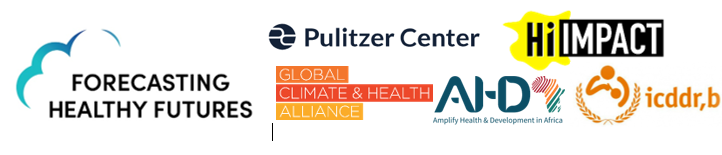 FORECASTING
HEALTHY FUTURES
Pulitzer Center
Hi IMPACT
GLOBAL
CLIMATE & HEALTH
ALLIANCE
AHD
Amplify Health & Development in Africa
icddr,b